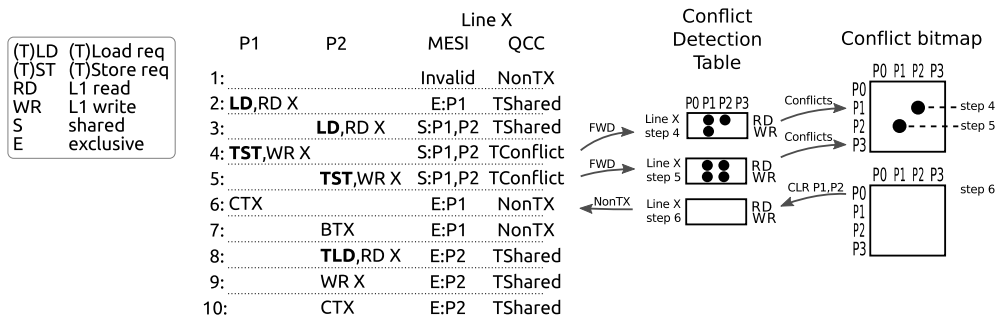 (T)LD (T)Load req
(T)ST (T)Store req
RD L1 read
WR L1 write
S shared
E exclusive
Line X
P1 P2 MESI QCC
1: Invalid NonTX
2: LD,RD X E:P1 TShared
3: LD,RD X S:P1,P2 TShared
4: TST,WR X S:P1,P2 TConflict
5: TST,WR X S:P1,P2 TConflict
6: CTX E:P1 NonTX
7: BTX E:P1 NonTX
8: TLD,RD X E:P2 TShared
9: WR X E:P2 TShared
10: CTX E:P2 TShared
FWD
FWD
NonTX
Conflict
Detection
Table
P0 P1 P2 P3
Line X RD
step 4 WR
Line X RD
step 5 WR
Line X RD
step 6 WR
Conflicts
Conflicts
CLR P1,P2
Conflict bitmap
P0 P1 P2 P3
P0
P1 step 4
P2 step 5
P3
P0 P1 P2 P3
P0 step 6
P1
P2
P3